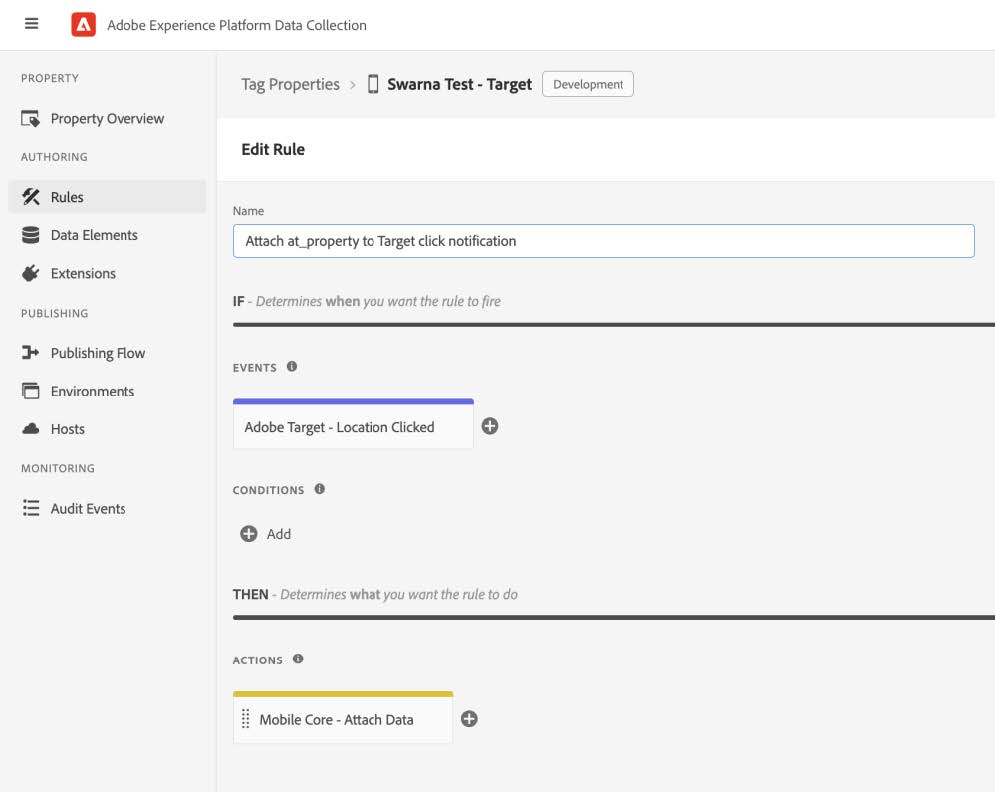 Adobe Experience Platform Data Collection
PROPERTY
Property Overview
AUTHORING
Rules
Data Elements
Extensions
PUBLISHING
Publishing Flow
Environments
Hosts
MONITORING
Audit Events
Tag Properties > Swarna Test - Target Development
Edit Rule
Name
Attach at_property to Target click notification
IF - Determines when you want the rule to fire
EVENTS
Adobe Target - Location Clicked
CONDITIONS
Add
THEN - Determines what you want the rule to do
ACTIONS
Mobile Core - Attach Data